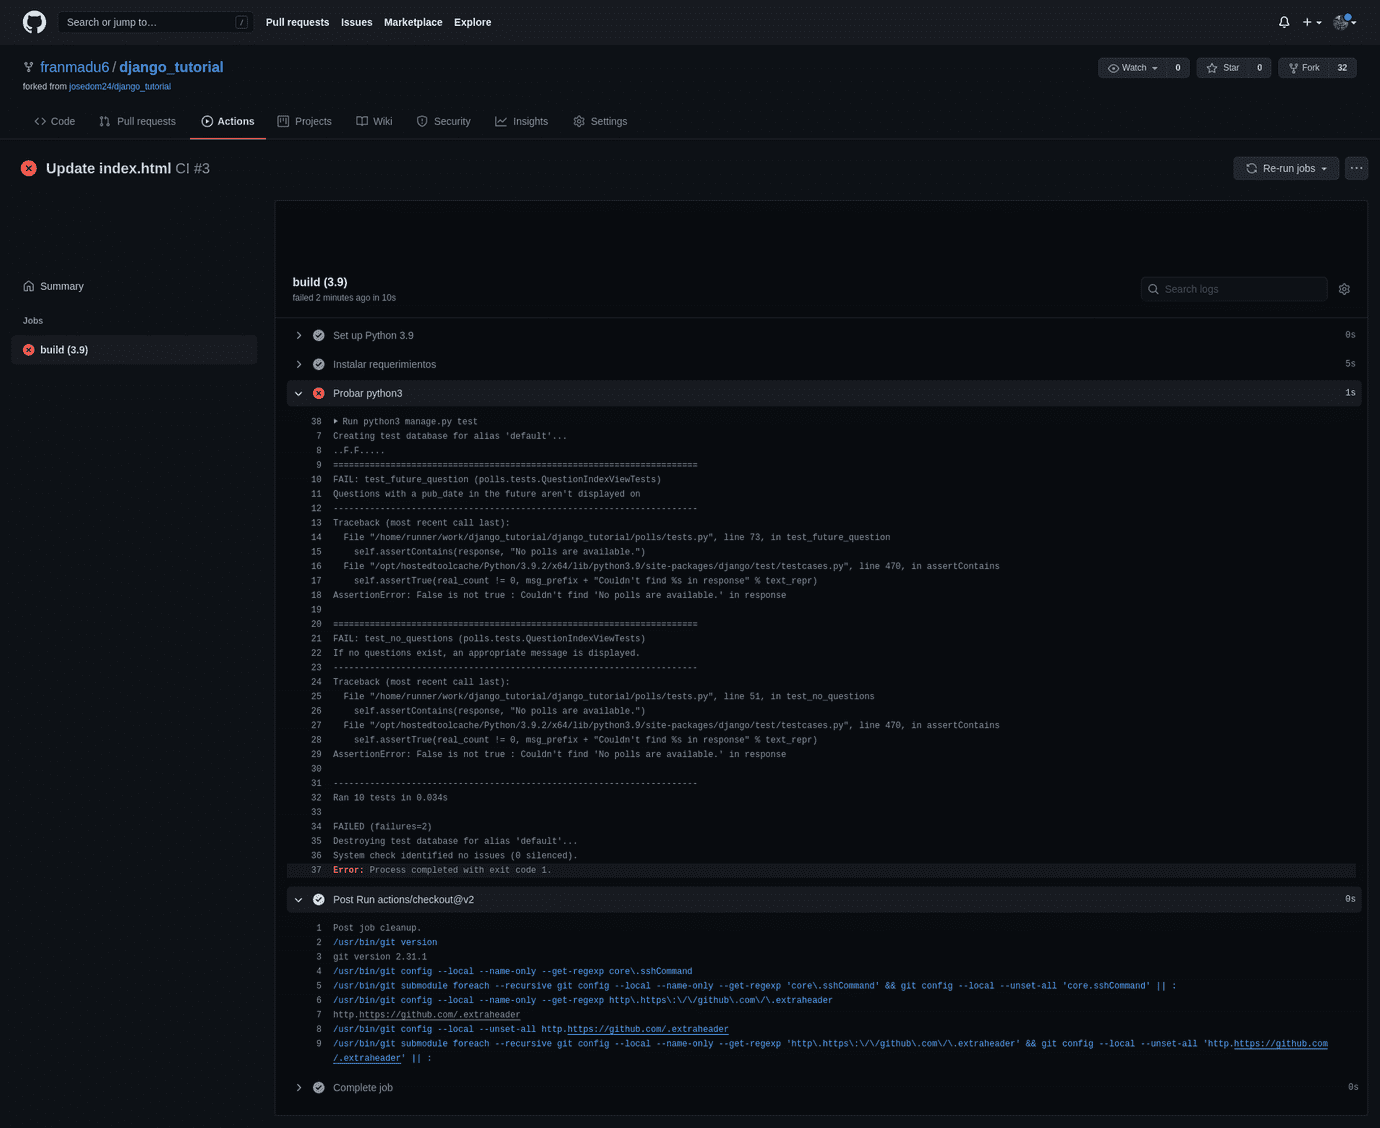 Search or jump to… /
Pull requests Issues Marketplace Explore
franmadu6 / django_tutorial
forked from josedom24/django_tutorial
Watch 0
Star 0
Fork 32
Code Pull requests Actions Projects Wiki Security Insights Settings
Update index.html CI #3
Re-run jobs
Summary
Jobs
build (3.9)
build (3.9)
failed 2 minutes ago in 10s
Search logs
Set up Python 3.9 0s
Instalar requerimientos 5s
Probar python3 1s
38 Run python3 manage.py test
7 Creating test database for alias 'default'...
8 ..F.F.....
9 ======================================================================
10 FAIL: test_future_question (polls.tests.QuestionIndexViewTests)
11 Questions with a pub_date in the future aren't displayed on
12 ----------------------------------------------------------------------
13 Traceback (most recent call last):
14 File "/home/runner/work/django_tutorial/django_tutorial/polls/tests.py", line 73, in test_future_question
15 self.assertContains(response, "No polls are available.")
16 File "/opt/hostedtoolcache/Python/3.9.2/x64/lib/python3.9/site-packages/django/test/testcases.py", line 470, in assertContains
17 self.assertTrue(real_count != 0, msg_prefix + "Couldn't find %s in response" % text_repr)
18 AssertionError: False is not true : Couldn't find 'No polls are available.' in response
19
20 ======================================================================
21 FAIL: test_no_questions (polls.tests.QuestionIndexViewTests)
22 If no questions exist, an appropriate message is displayed.
23 ----------------------------------------------------------------------
24 Traceback (most recent call last):
25 File "/home/runner/work/django_tutorial/django_tutorial/polls/tests.py", line 51, in test_no_questions
26 self.assertContains(response, "No polls are available.")
27 File "/opt/hostedtoolcache/Python/3.9.2/x64/lib/python3.9/site-packages/django/test/testcases.py", line 470, in assertContains
28 self.assertTrue(real_count != 0, msg_prefix + "Couldn't find %s in response" % text_repr)
29 AssertionError: False is not true : Couldn't find 'No polls are available.' in response
30
31 ----------------------------------------------------------------------
32 Ran 10 tests in 0.034s
33
34 FAILED (failures=2)
35 Destroying test database for alias 'default'...
36 System check identified no issues (0 silenced).
37 Error: Process completed with exit code 1.
Post Run actions/checkout@v2 0s
1 Post job cleanup.
2 /usr/bin/git version
3 git version 2.31.1
4 /usr/bin/git config --local --name-only --get-regexp core\.sshCommand
5 /usr/bin/git submodule foreach --recursive git config --local --name-only --get-regexp 'core\.sshCommand' && git config --local --unset-all 'core.sshCommand' || :
6 /usr/bin/git config --local --name-only --get-regexp http\.https\:\/\/github\.com\/\.extraheader
7 http.https://github.com/.extraheader
8 /usr/bin/git config --local --unset-all http.https://github.com/.extraheader
9 /usr/bin/git submodule foreach --recursive git config --local --name-only --get-regexp 'http\.https\:\/\/github\.com\/\.extraheader' && git config --local --unset-all 'http.https://github.com
/.extraheader' || :
Complete job 0s